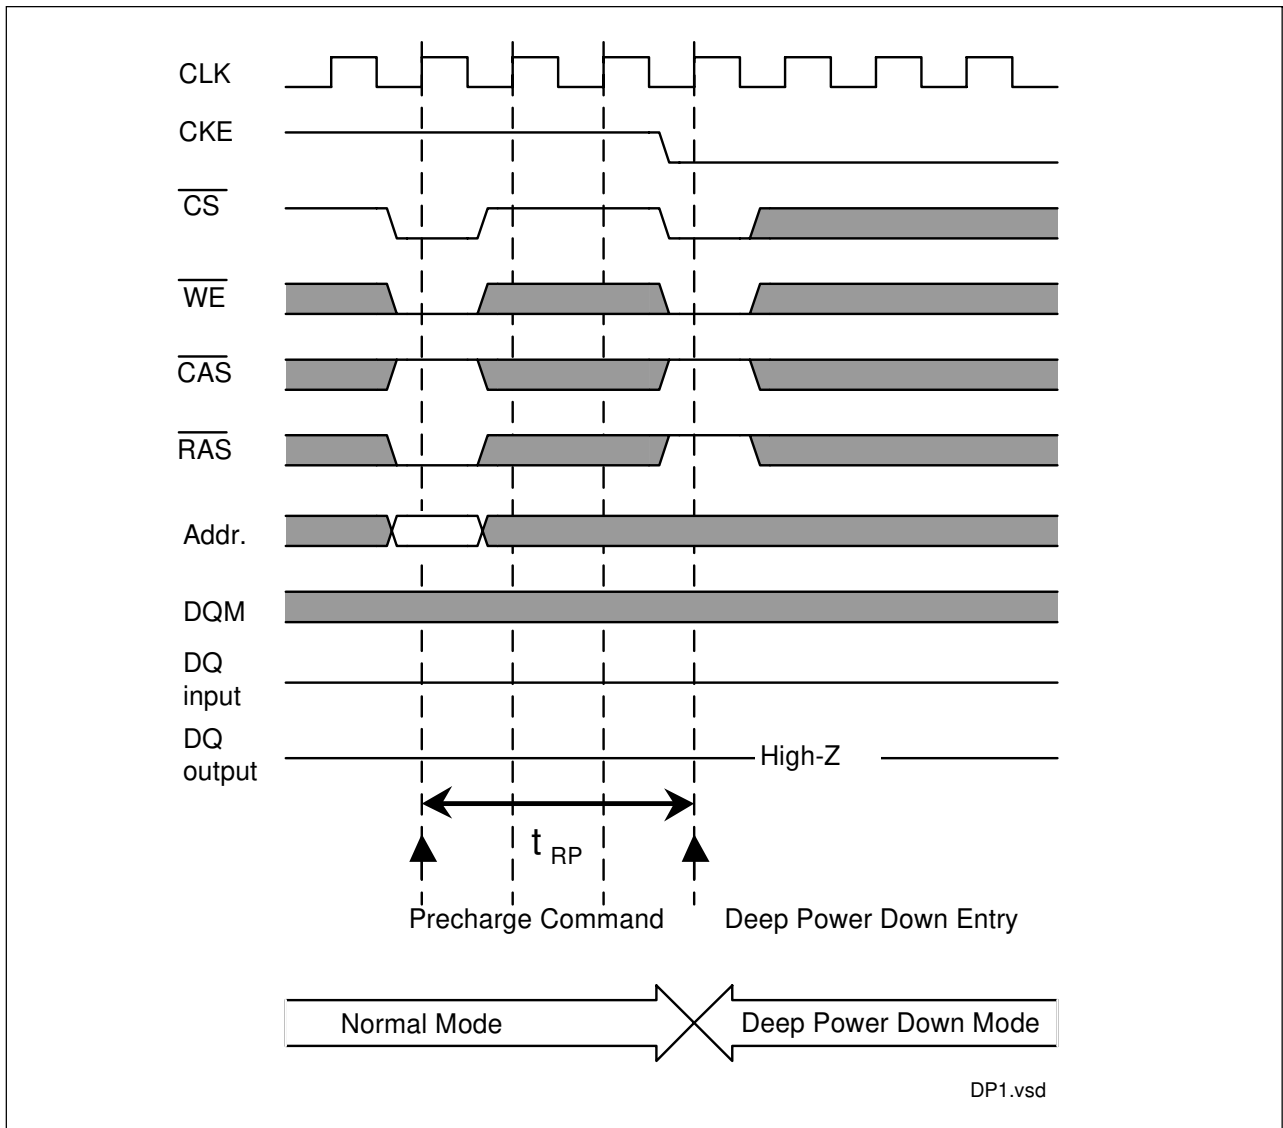 CLK
CKE
CS
WE
CAS
RAS
Addr.
DQM
DQ
input
DQ
output
High-Z
t RP
Precharge Command
Deep Power Down Entry
Normal Mode
Deep Power Down Mode
DP1.vsd